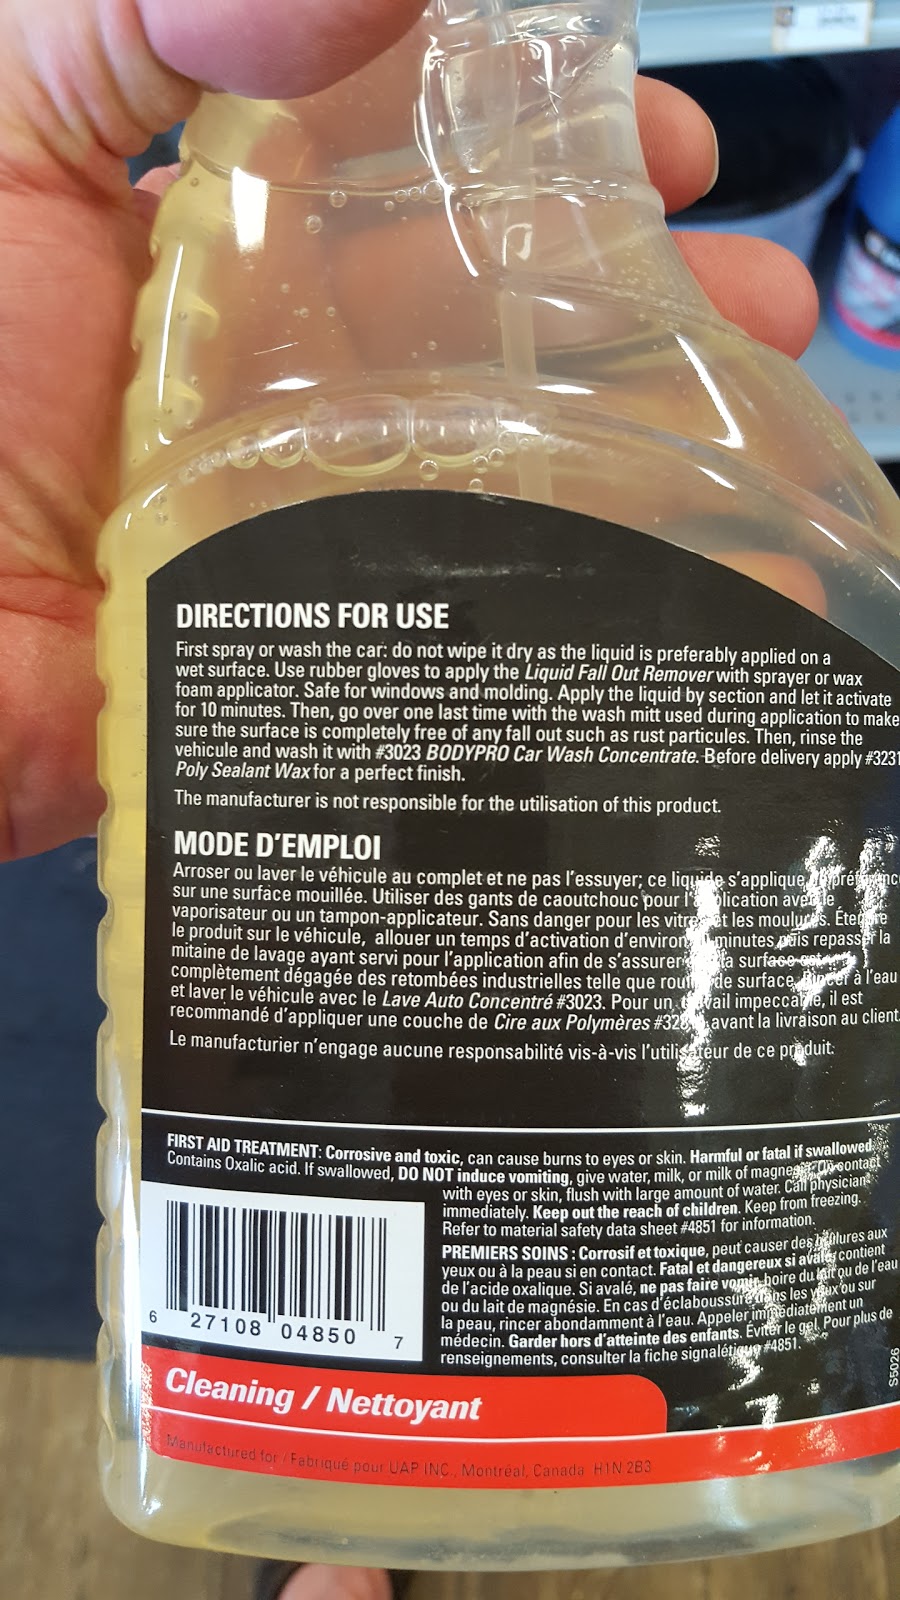 DIRECTIONS FOR USE
First spray or wash the car: do not wipe it dry as the liquid is preferably applied on a
wet surface. Use rubber gloves to apply the Liquid Fall Out Remover with sprayer or wax
foam applicator. Safe for windows and molding. Apply the liquid by section and let it activate
for 10 minutes. Then, go over one last time with the wash mitt used during application to make
sure the surface is completely free of any fall out such as rust particules. Then, rinse the
vehicule and wash it with #3023 BODYPRO Car Wash Concentrate. Before delivery apply #3231
Poly Sealant Wax for a perfect finish.
The manufacturer is not responsible for the utilisation of this product.
MODE D'EMPLOI
Arroser ou laver le véhicule au complet et ne pas l'essuyer; ce liquide s'applique de préférence
sur une surface mouillée. Utiliser des gants de caoutchouc pour l'application avec le
vaporisateur ou un tampon-applicateur. Sans danger pour les vitres et les moulures. Étendre
le produit sur le véhicule, allouer un temps d'activation d'environ minutes puis repasser la
mitaine de lavage ayant servi pour l'application afin de s'assurer la surface
complètement dégagée des retombées industrielles telle que de surface. Rincer à l'eau
et laver le véhicule avec le Lave Auto Concentré #3023. Pour un travail impeccable, il est
recommandé d'appliquer une couche de Cire aux Polymères avant la livraison au client.
Le manufacturier n'engage aucune responsabilité vis-à-vis l'utilisateur de ce produit.
FIRST AID TREATMENT: Corrosive and toxic, can cause burns to eyes or skin. Harmful or fatal if swallowed.
Contains Oxalic acid. If swallowed, DO NOT induce vomiting, give water, milk, or milk of magnesia. On contact
with eyes or skin, flush with large amount of water. Call physician
immediately. Keep out the reach of children. Keep from freezing.
Refer to material safety data sheet #4851 for information.
PREMIERS SOINS : Corrosif et toxique, peut causer des brûlures aux
yeux ou à la peau si en contact. Fatal et dangereux si avalé, contient
de l'acide oxalique. Si avalé, ne pas faire vomir, boire du lait ou de l'eau
ou du lait de magnésie. En cas d'éclaboussure dans les yeux ou sur
la peau, rincer abondamment à l'eau. Appeler immédiatement un
médecin. Garder hors d'atteinte des enfants. Éviter le gel. Pour plus de
renseignements, consulter la fiche signalétique #4851.
6 27108 04850 7
S5026
Cleaning / Nettoyant
Manufactured for / Fabriqué pour UAP INC., Montréal, Canada H1N 2B3